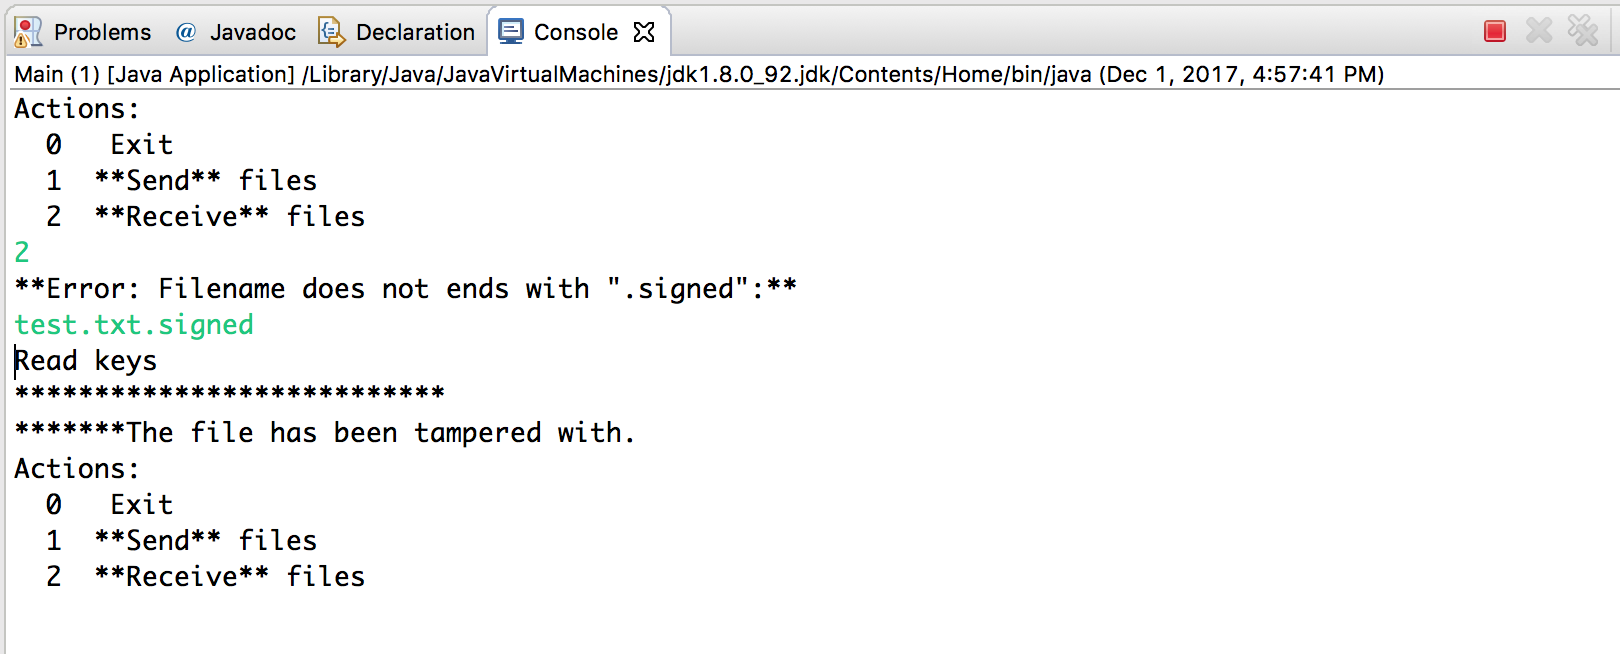 Problems @ Javadoc Declaration Console
Main (1) [Java Application] /Library/Java/JavaVirtualMachines/jdk1.8.0_92.jdk/Contents/Home/bin/java (Dec 1, 2017, 4:57:41 PM)
Actions:
  0   Exit
  1  **Send** files
  2  **Receive** files
2
**Error: Filename does not ends with ".signed":**
test.txt.signed
Read keys
***************************
*******The file has been tampered with.
Actions:
  0   Exit
  1  **Send** files
  2  **Receive** files